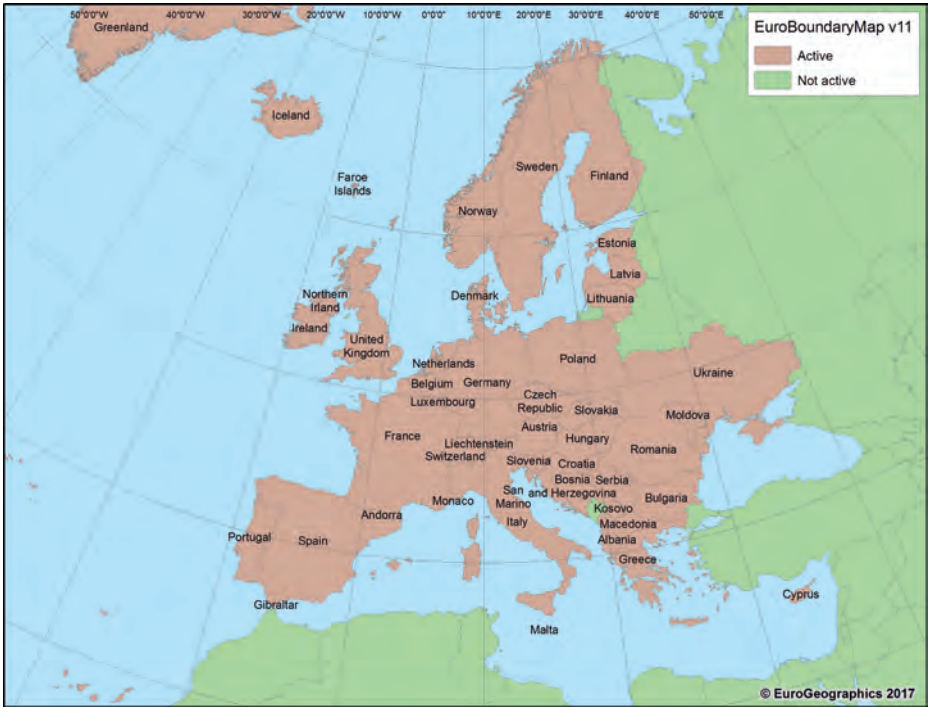 50°0'0"W 40°0'0"W 30°0'0"W 20°0'0"W 10°0'0"W 0°0'0" 10°0'0"E 20°0'0"E 30°0'0"E 40°0'0"E 50°0'0"E
EuroBoundaryMap v11
Active
Not active
Greenland
Iceland
Faroe
Islands
Sweden
Finland
Norway
Estonia
Latvia
Lithuania
Denmark
Northern
Irland
Ireland
United
Kingdom
Netherlands
Poland
Belgium
Germany
Ukraine
Luxembourg
Czech
Republic
Slovakia
Moldova
Austria
France
Hungary
Liechtenstein
Switzerland
Romania
Slovenia
Croatia
Bosnia
and Herzegovina
Serbia
San
Marino
Bulgaria
Monaco
Kosovo
Andorra
Italy
Macedonia
Portugal
Spain
Albania
Greece
Cyprus
Gibraltar
Malta
© EuroGeographics 2017